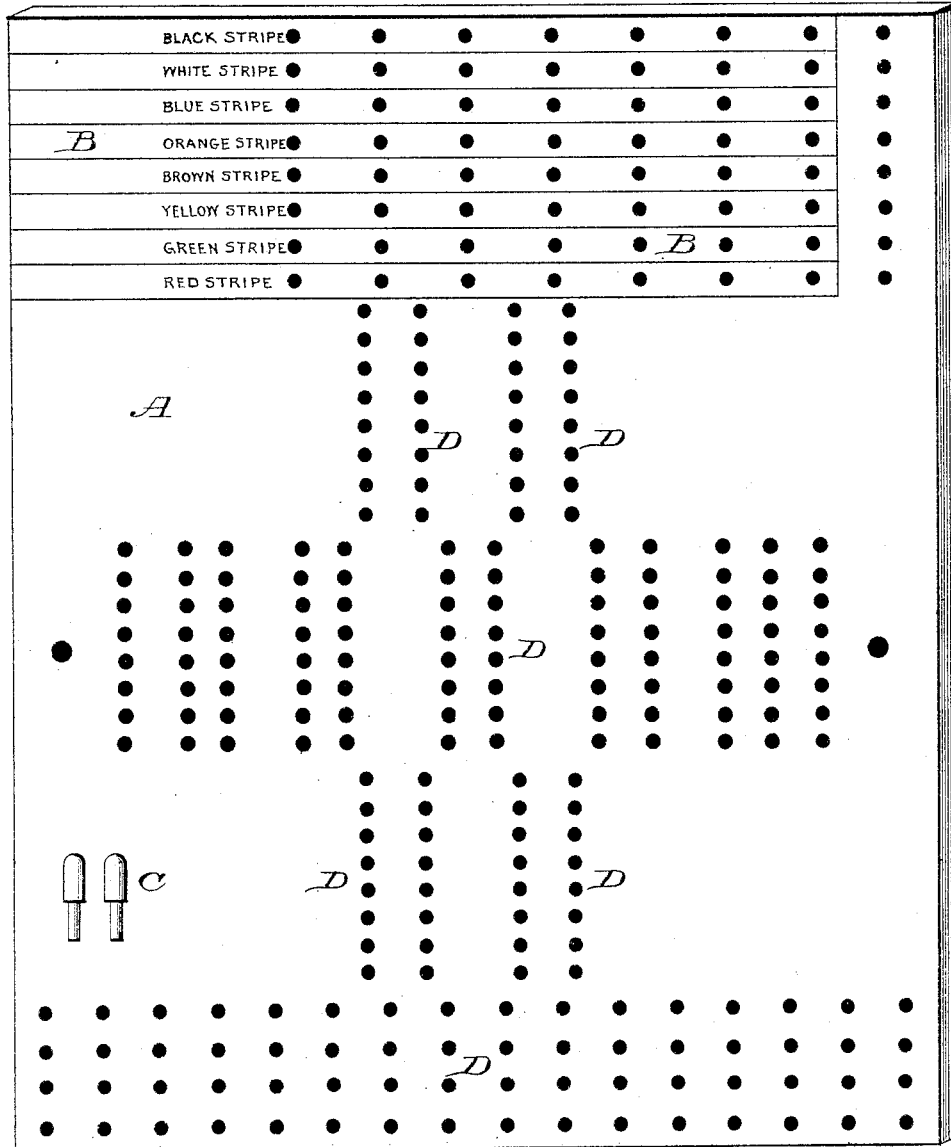 BLACK STRIPE
WHITE STRIPE
BLUE STRIPE
B ORANGE STRIPE
BROWN STRIPE
YELLOW STRIPE
GREEN STRIPE B
RED STRIPE
A
D D
D
C D D
D